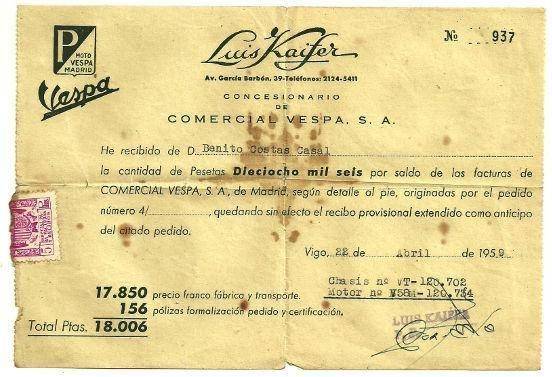 P
MOTO
VESPA
MADRID
Vespa
Luis Kaifer
Nº 937
Av. García Barbón, 39-Teléfonos: 2124-5411
CONCESIONARIO
DE
COMERCIAL VESPA, S. A.
He recibido de D. Benito Costas Casal
la cantidad de Pesetas Dieciocho mil seis por saldo de las facturas de
COMERCIAL VESPA, S. A., de Madrid, según detalle al pie, originadas por el pedido
número 4/ , quedando sin efecto el recibo provisional extendido como anticipo
del citado pedido.
Vigo, 22 de Abril de 1959
Chasis nº VT-120.702
Motor nº
17.850 precio franco fábrica y transporte.
156 pólizas formalización pedido y certificación.
Total Ptas. 18.006
LUIS KAIFER